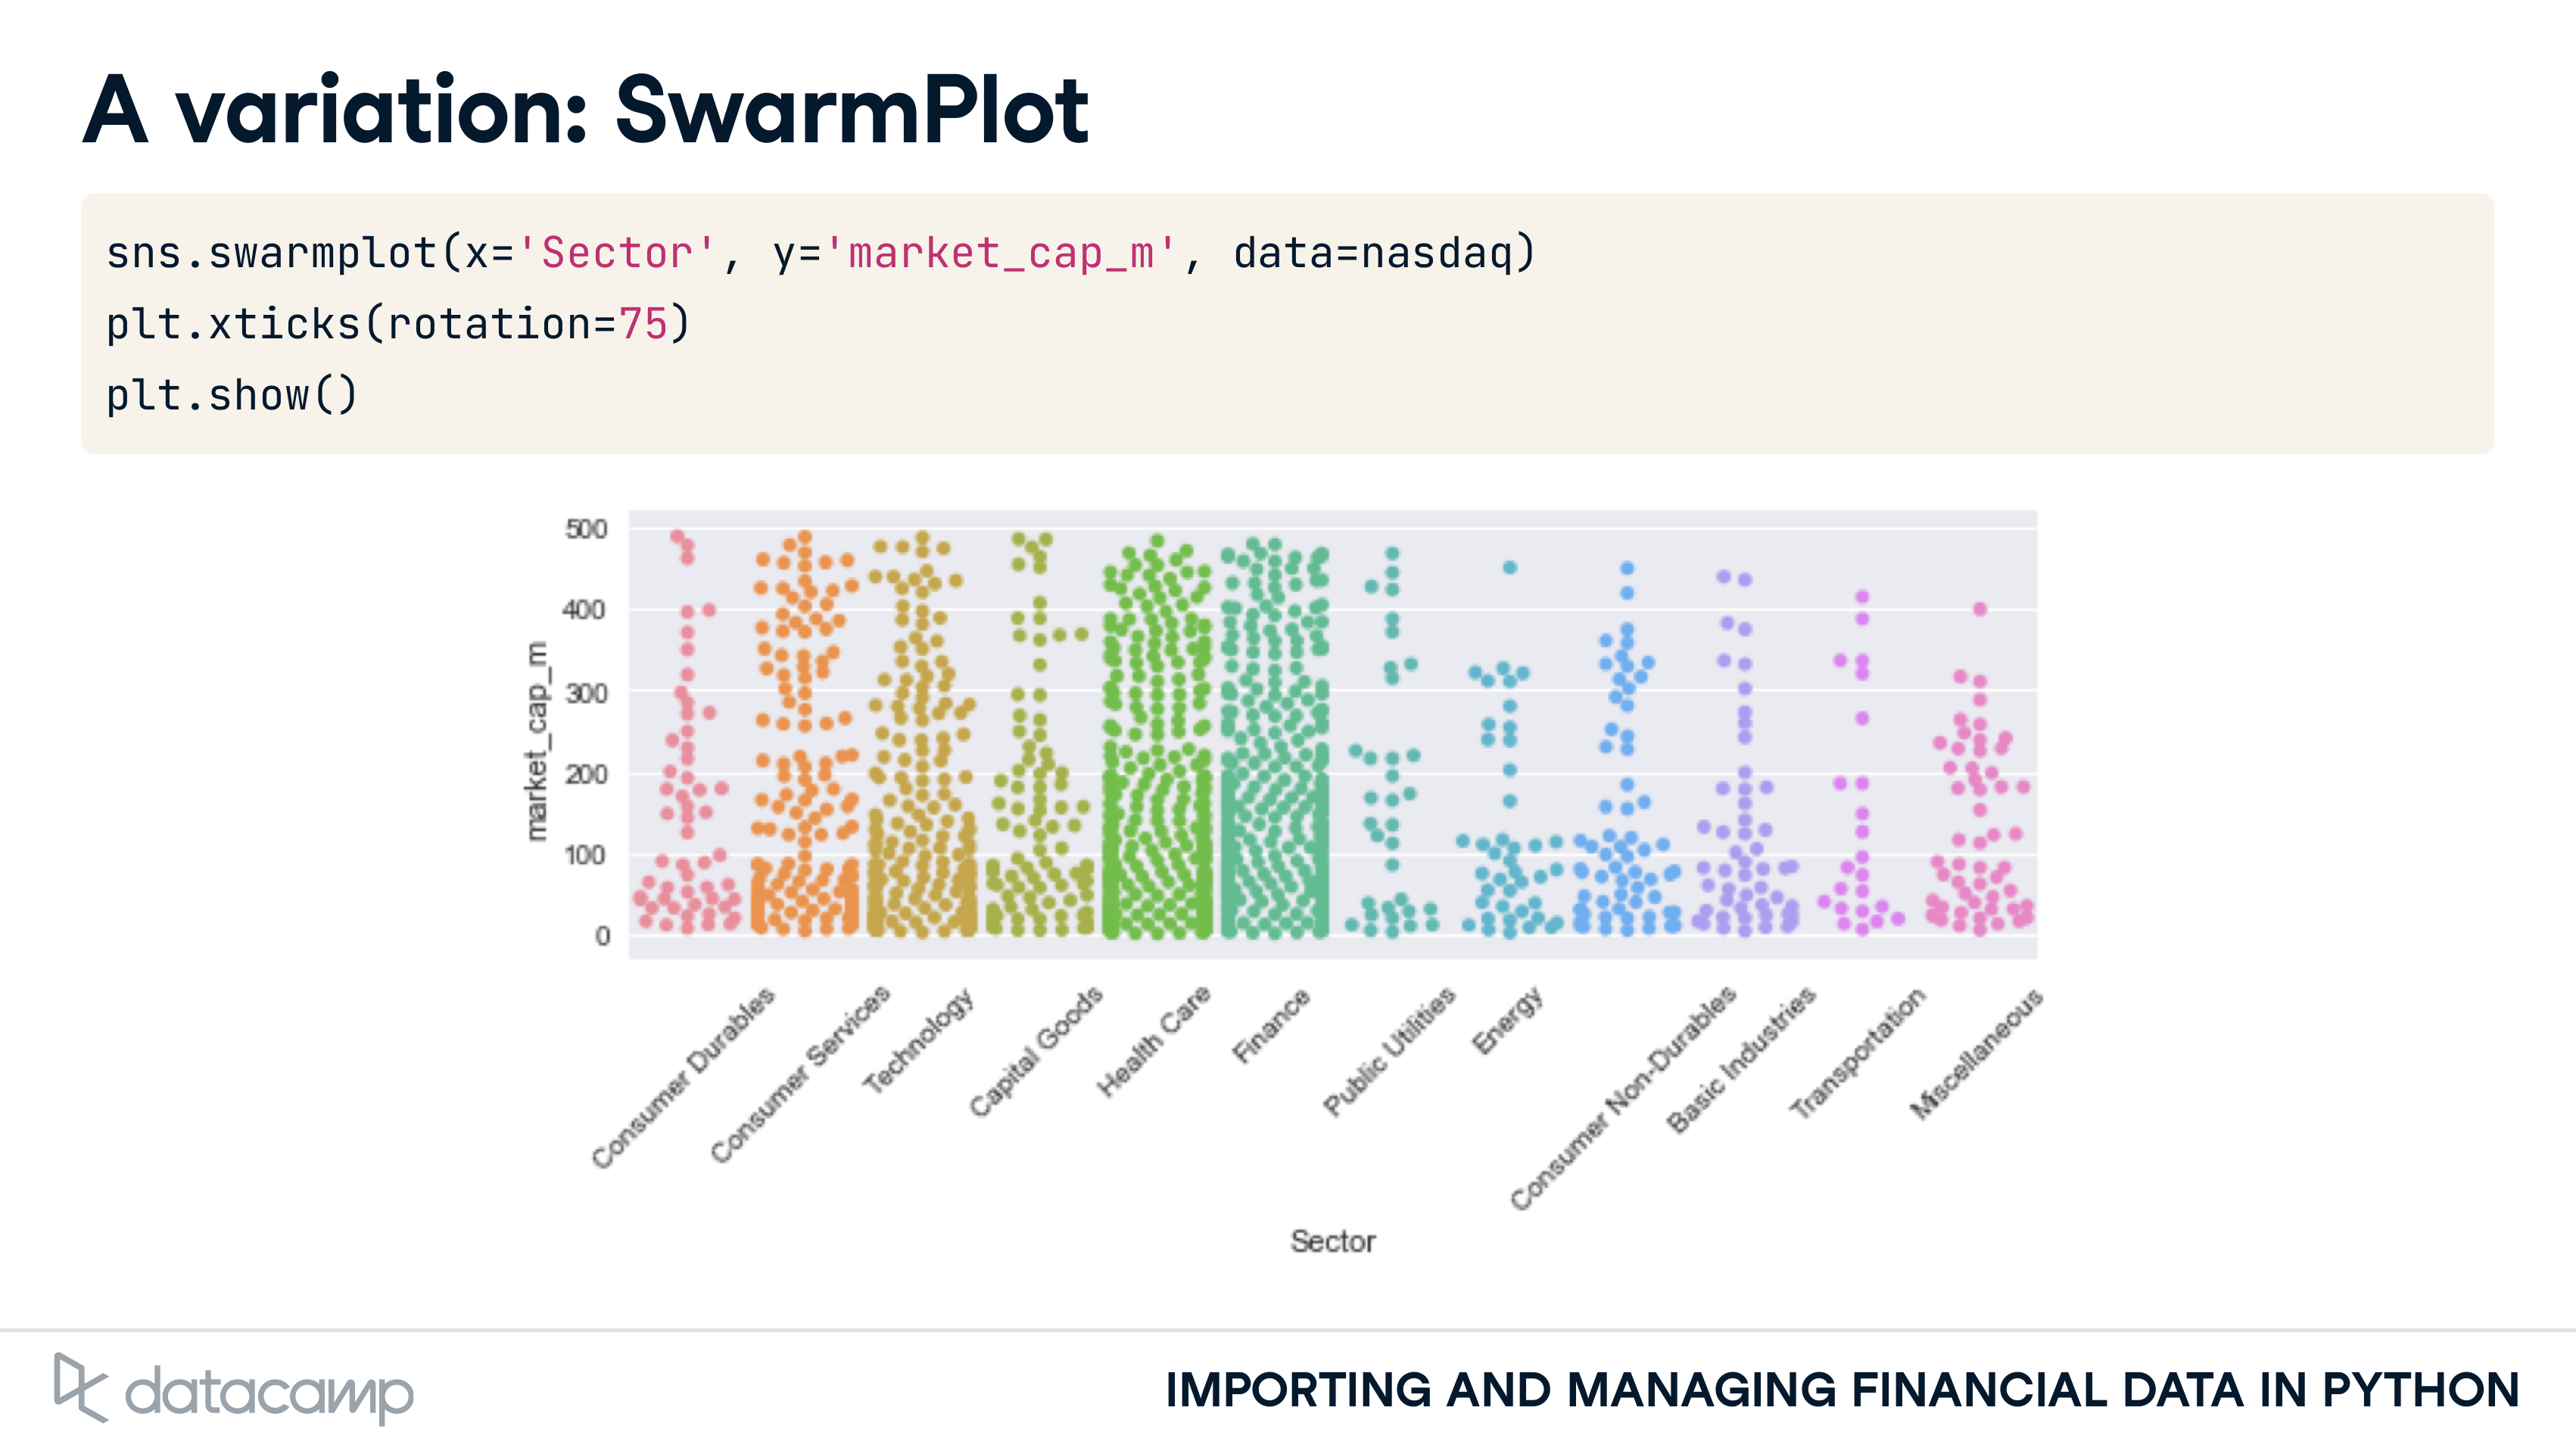 A variation: SwarmPlot
sns.swarmplot(x='Sector', y='market_cap_m', data=nasdaq)
plt.xticks(rotation=75)
plt.show()
500
400
300
200
100
0
market_cap_m
Consumer Durables
Consumer Services
Technology
Capital Goods
Health Care
Finance
Public Utilities
Energy
Consumer Non-Durables
Basic Industries
Transportation
Miscellaneous
Sector
datacamp
IMPORTING AND MANAGING FINANCIAL DATA IN PYTHON